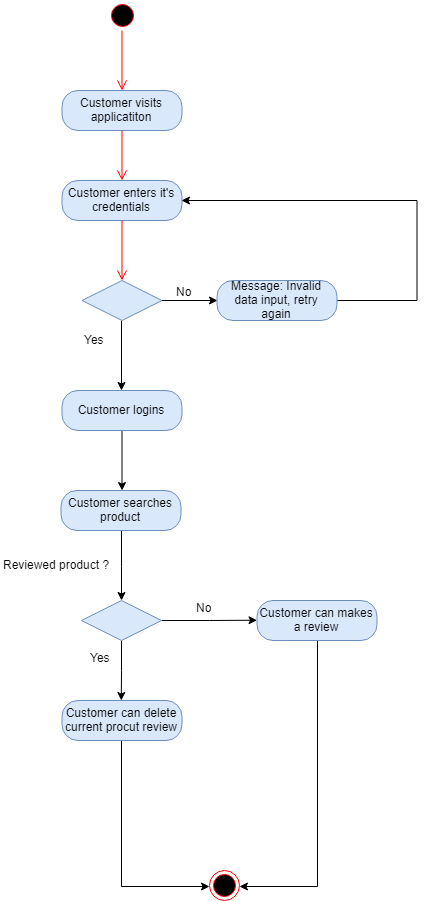 Customer visits
applicatiton
Customer enters it's
credentials
No
Message: Invalid
data input, retry
again
Yes
Customer logins
Customer searches
product
Reviewed product ?
No
Customer can makes
a review
Yes
Customer can delete
current procut review